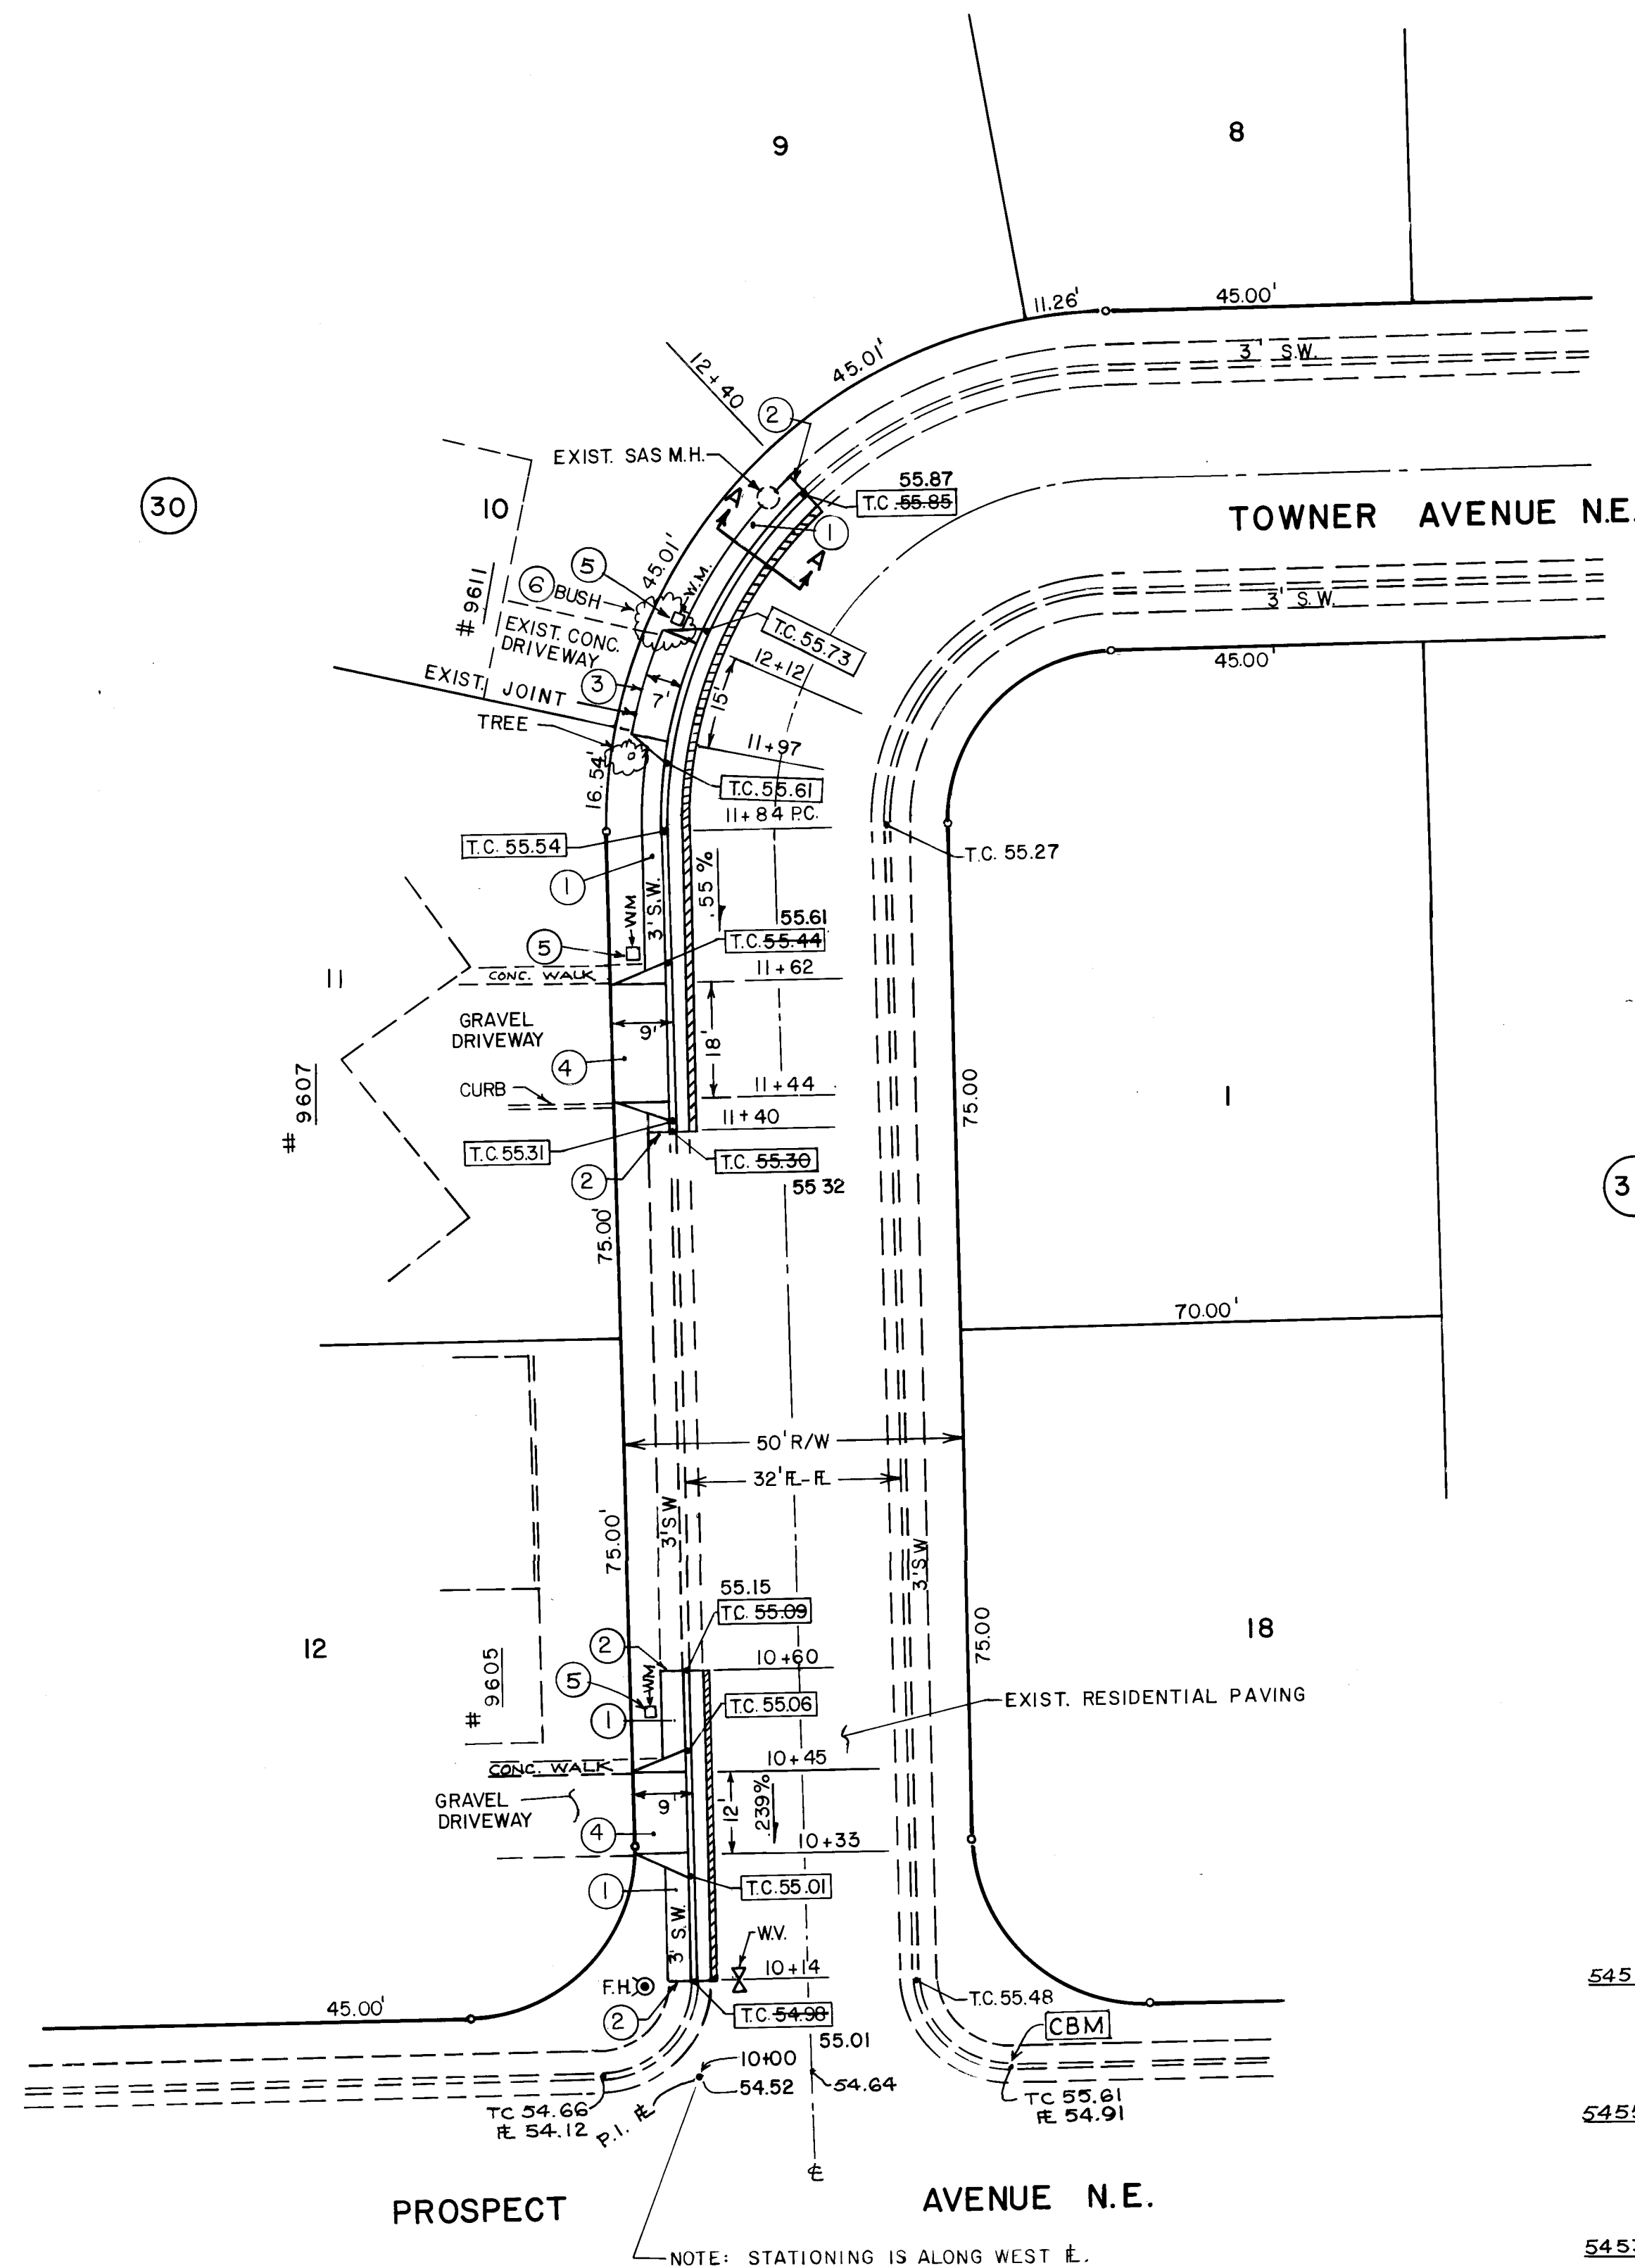 9
8
11.26'
45.00'
3' S.W.
45.01'
12+40
2
EXIST. SAS M.H.
55.87
T.C. 55.85
30
10
A
1
A
TOWNER AVENUE N.E.
45.01'
5
W.M.
6 BUSH
# 9611
EXIST. CONC.
DRIVEWAY
T.C. 55.73
3' S.W.
45.00'
12+12
3
7'
15'
EXIST. JOINT
TREE
11+97
16.54'
T.C. 55.61
11+84 P.C.
T.C. 55.54
T.C. 55.27
1
.55 %
3' S.W.
WM
55.61
T.C. 55.44
5
11+62
CONC. WALK
11
GRAVEL
DRIVEWAY
9'
18'
4
# 9607
CURB
11+44
11+40
75.00
1
T.C. 55.31
T.C. 55.30
2
55 32
3
75.00'
70.00'
50' R/W
32' FL-FL
3' S W
75.00'
3' S W
55.15
T.C. 55.09
12
18
75.00
2
10+60
# 9605
5
WM
T.C. 55.06
EXIST. RESIDENTIAL PAVING
1
10+45
CONC. WALK
GRAVEL
DRIVEWAY
9'
12'
.239%
4
10+33
1
T.C. 55.01
3' S.W.
W.V.
F.H.
10+14
45.00'
T.C. 54.98
T.C. 55.48
545
2
CBM
55.01
10+00
54.52
54.64
TC 54.66
FL 54.12
P.I. FL
TC 55.61
FL 54.91
5455
CL
PROSPECT AVENUE N.E.
NOTE: STATIONING IS ALONG WEST FL.
5453